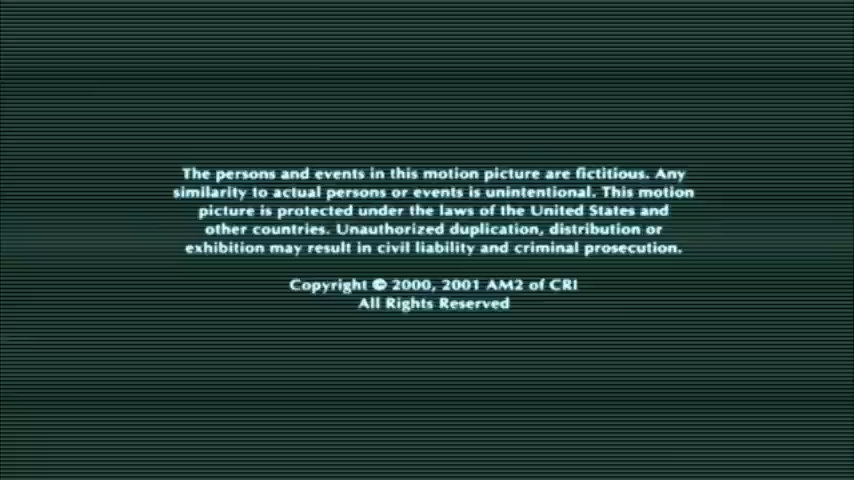 The persons and events in this motion picture are fictitious. Any
similarity to actual persons or events is unintentional. This motion
picture is protected under the laws of the United States and
other countries. Unauthorized duplication, distribution or
exhibition may result in civil liability and criminal prosecution.
Copyright © 2000, 2001 AM2 of CRI
All Rights Reserved